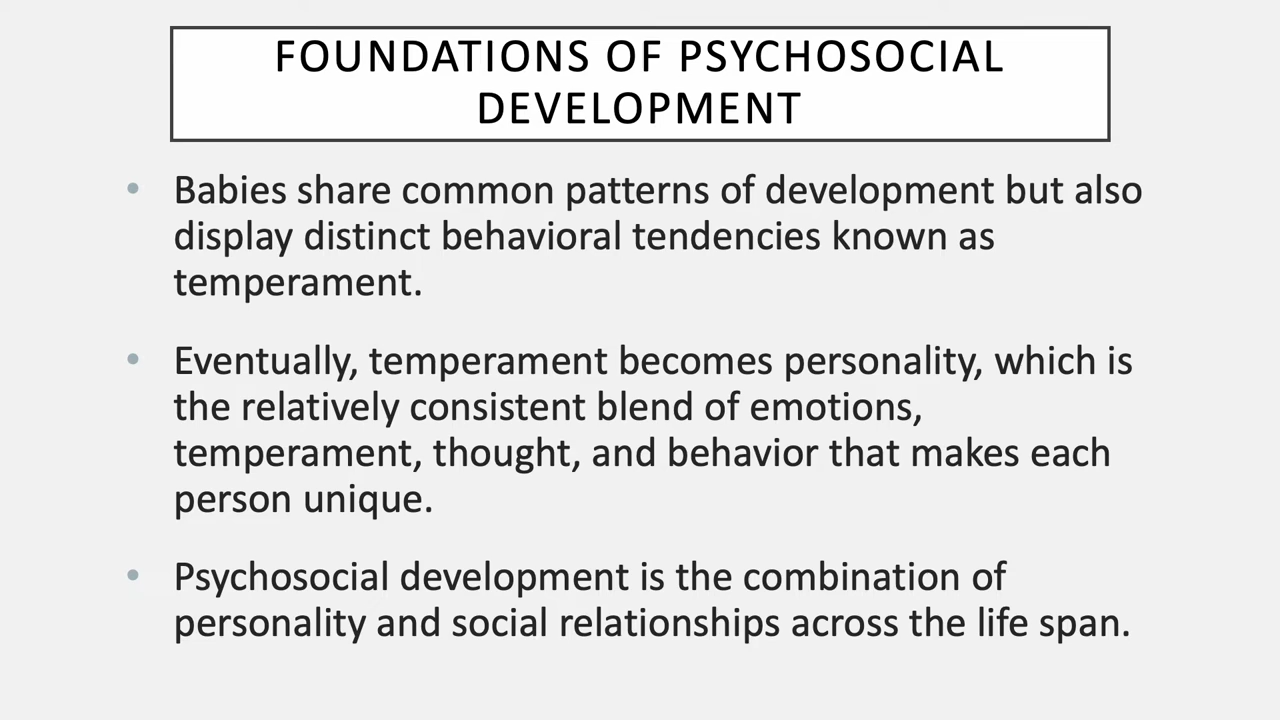 FOUNDATIONS OF PSYCHOSOCIAL
DEVELOPMENT
• Babies share common patterns of development but also
display distinct behavioral tendencies known as
temperament.
• Eventually, temperament becomes personality, which is
the relatively consistent blend of emotions,
temperament, thought, and behavior that makes each
person unique.
• Psychosocial development is the combination of
personality and social relationships across the life span.